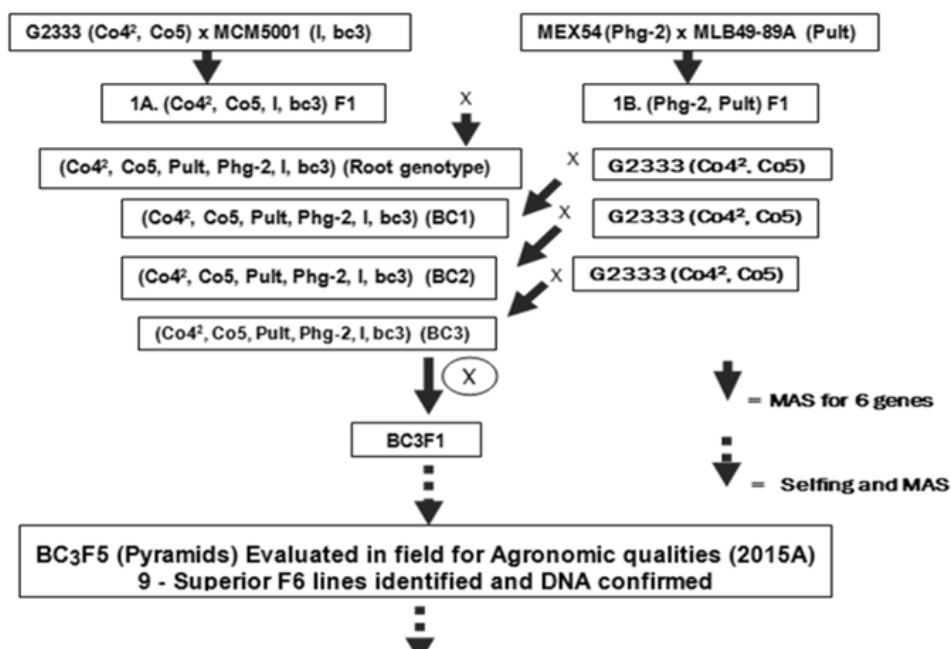 G2333 (Co4², Co5) x MCM5001 (I, bc3)
MEX54 (Phg-2) x MLB49-89A (Pult)
1A. (Co4², Co5, I, bc3) F1
X
1B. (Phg-2, Pult) F1
(Co4², Co5, Pult, Phg-2, I, bc3) (Root genotype)
X
G2333 (Co4², Co5)
(Co4², Co5, Pult, Phg-2, I, bc3) (BC1)
X
G2333 (Co4², Co5)
(Co4², Co5, Pult, Phg-2, I, bc3) (BC2)
X
G2333 (Co4², Co5)
(Co4², Co5, Pult, Phg-2, I, bc3) (BC3)
X
= MAS for 6 genes
BC3F1
= Selfing and MAS
BC₃F5 (Pyramids) Evaluated in field for Agronomic qualities (2015A)
9 - Superior F6 lines identified and DNA confirmed